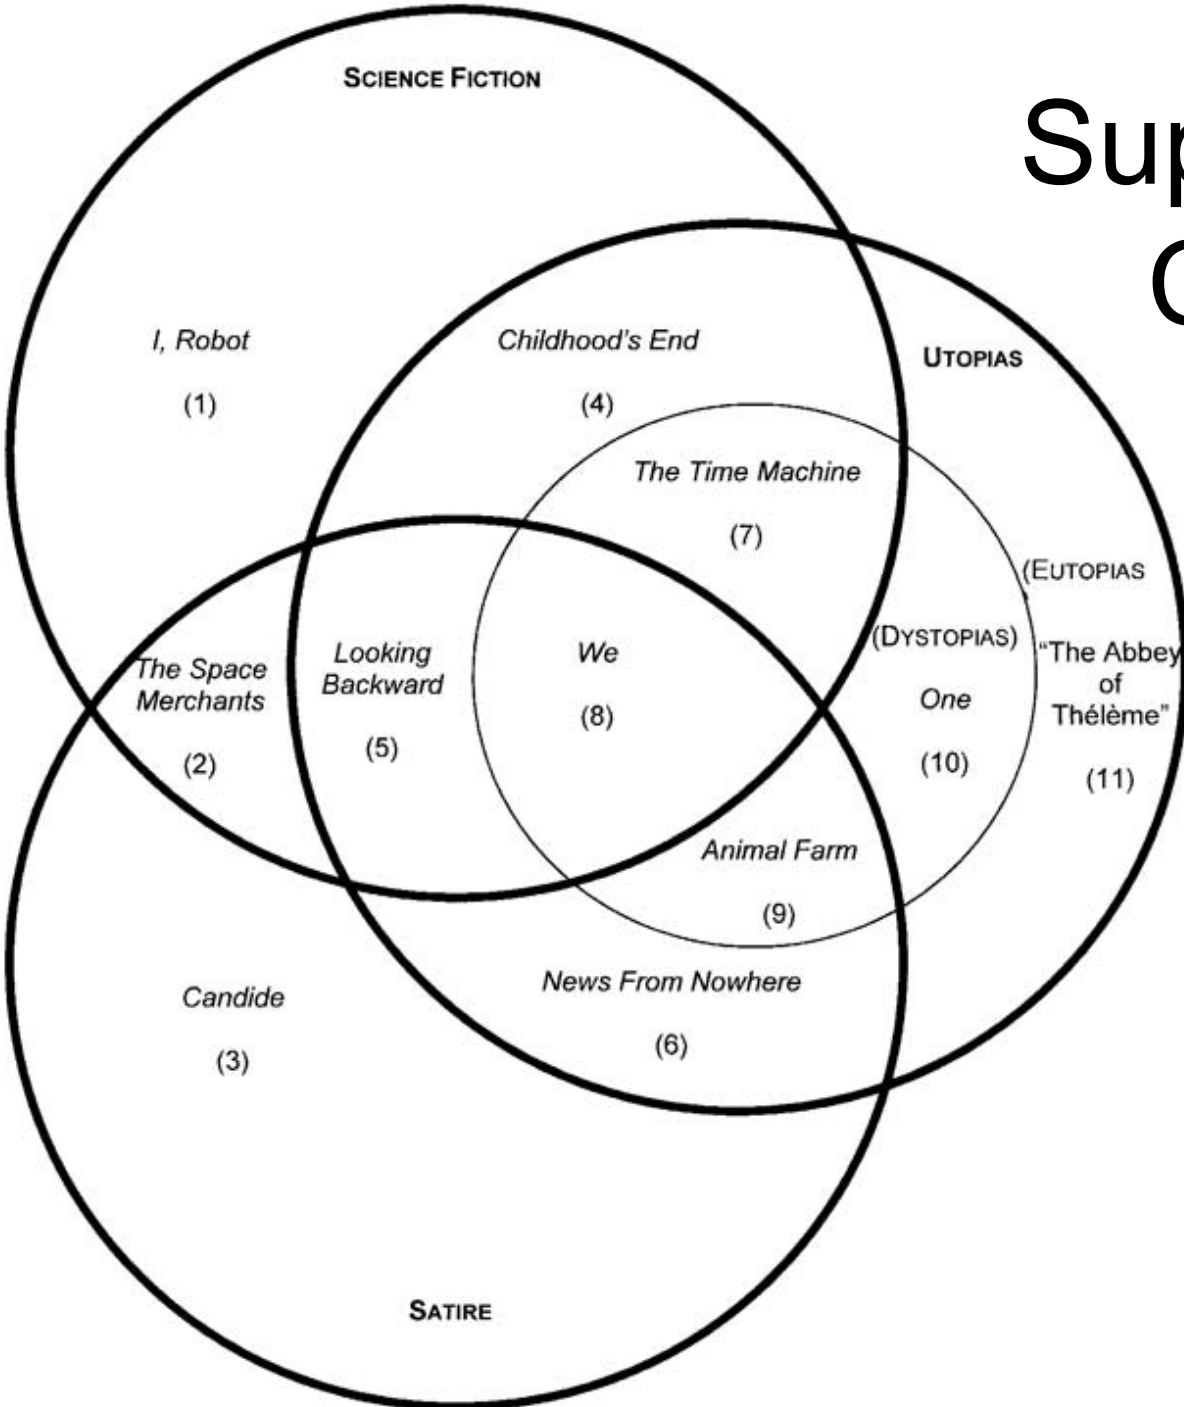 SCIENCE FICTION
Sup
I, Robot
(1)
Childhood's End
(4)
UTOPIAS
The Time Machine
(7)
(EUTOPIAS
(DYSTOPIAS)
The Space
Merchants
(2)
Looking
Backward
(5)
We
(8)
One
(10)
"The Abbey
of
Thélème"
(11)
Animal Farm
(9)
News From Nowhere
(6)
Candide
(3)
SATIRE